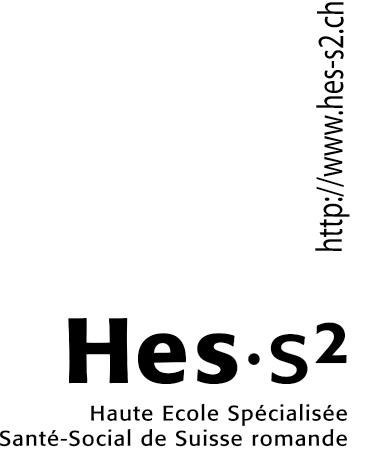 http://www.hes-s2.ch
Hes·s²
Haute Ecole Spécialisée
Santé-Social de Suisse romande